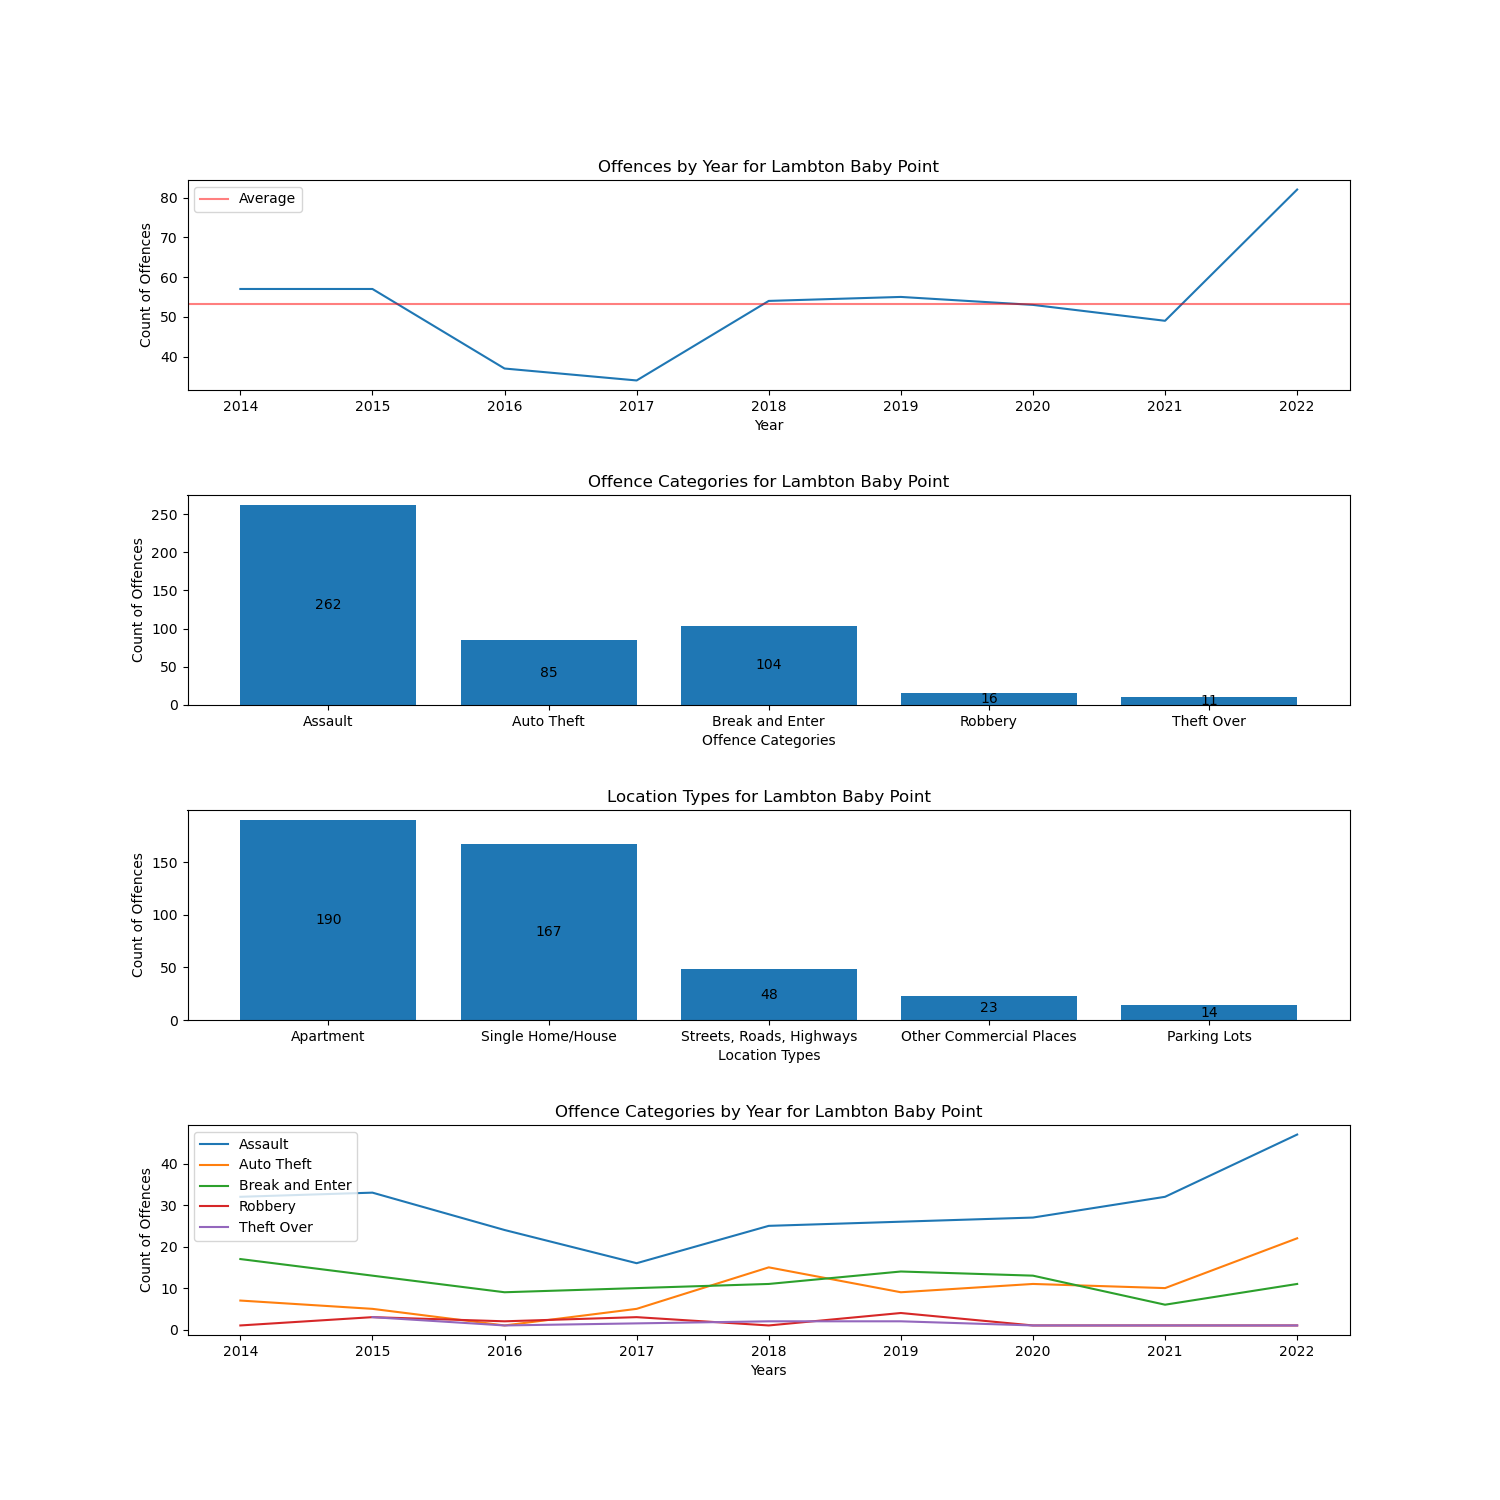 Offences by Year for Lambton Baby Point
Average
Count of Offences
80
70
60
50
40
2014 2015 2016 2017 2018 2019 2020 2021 2022
Year
Offence Categories for Lambton Baby Point
Count of Offences
250
200
150
100
50
0
262 85 104 16 11
Assault Auto Theft Break and Enter Robbery Theft Over
Offence Categories
Location Types for Lambton Baby Point
Count of Offences
150
100
50
0
190 167 48 23 14
Apartment Single Home/House Streets, Roads, Highways Other Commercial Places Parking Lots
Location Types
Offence Categories by Year for Lambton Baby Point
Assault
Auto Theft
Break and Enter
Robbery
Theft Over
Count of Offences
40
30
20
10
0
2014 2015 2016 2017 2018 2019 2020 2021 2022
Years